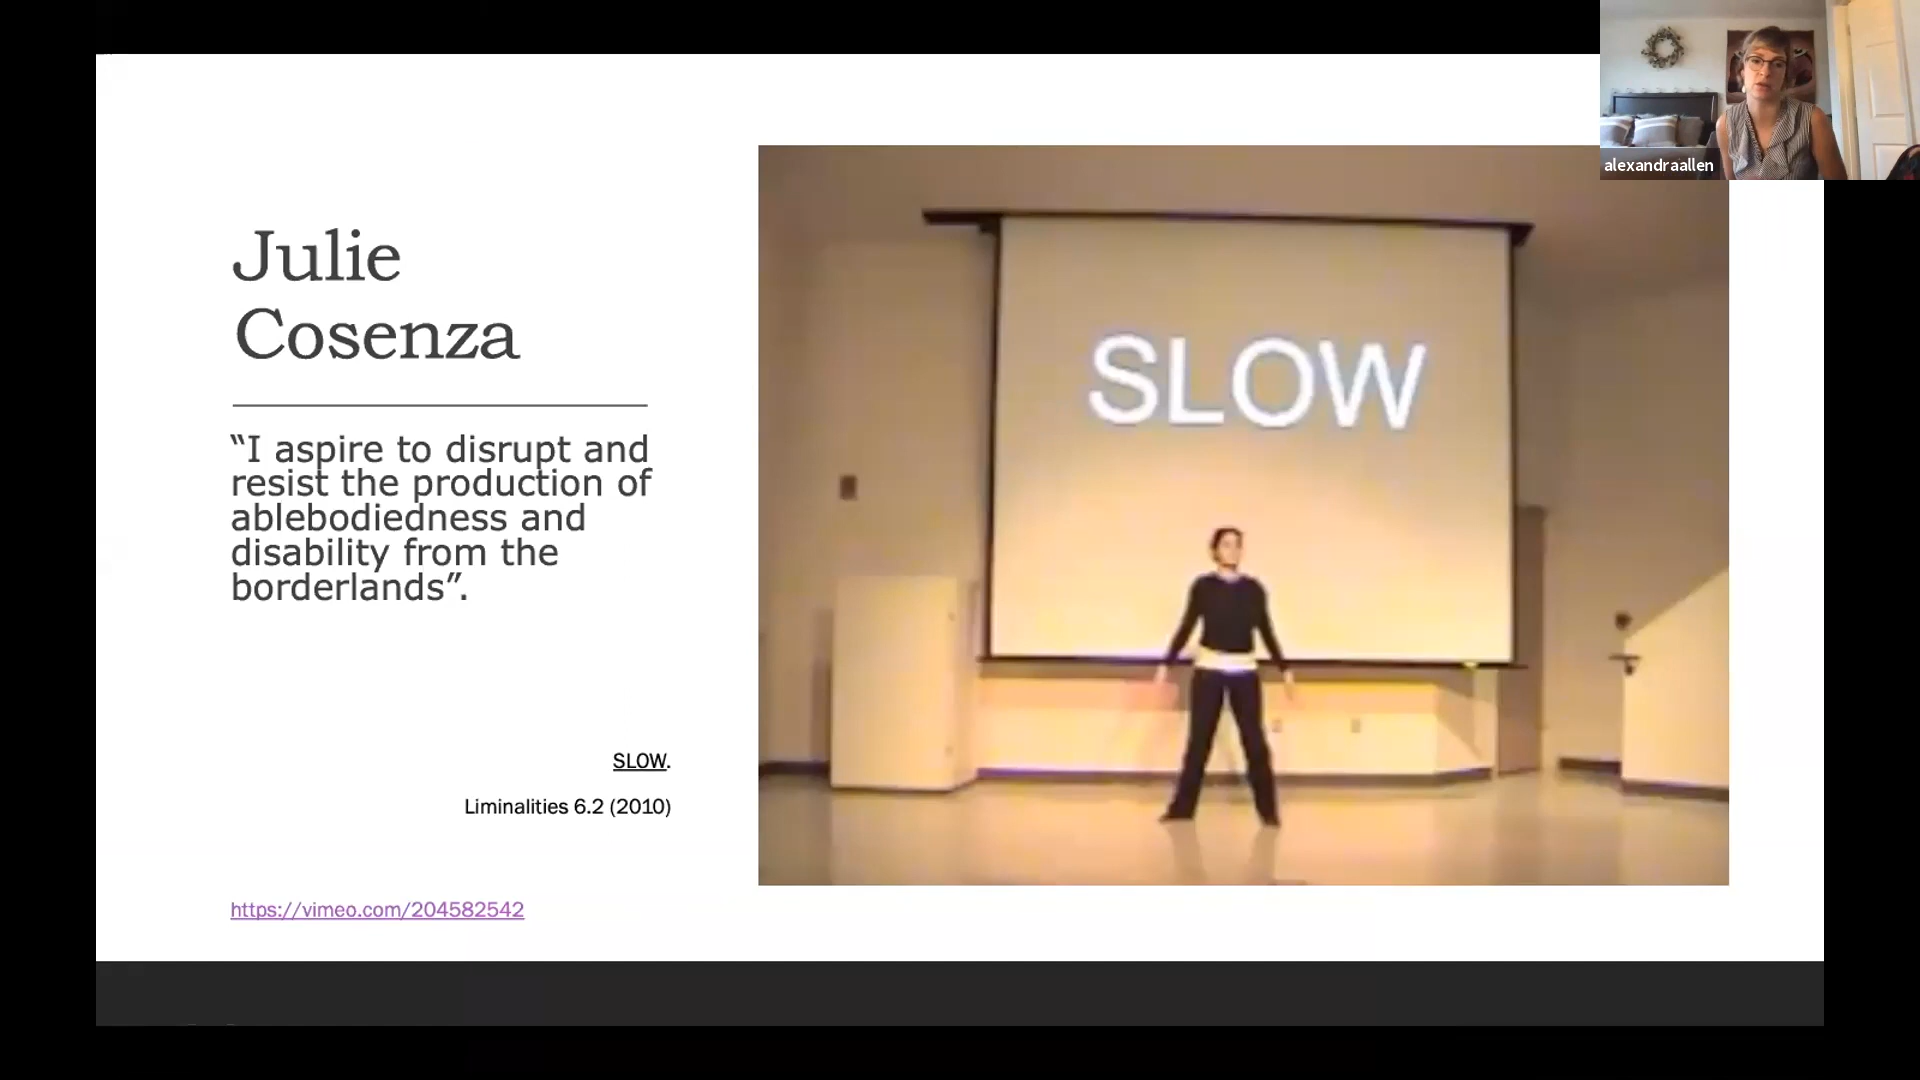 Julie
Cosenza
“I aspire to disrupt and
resist the production of
ablebodiedness and
disability from the
borderlands”.
SLOW.
Liminalities 6.2 (2010)
https://vimeo.com/204582542
SLOW
alexandraallen